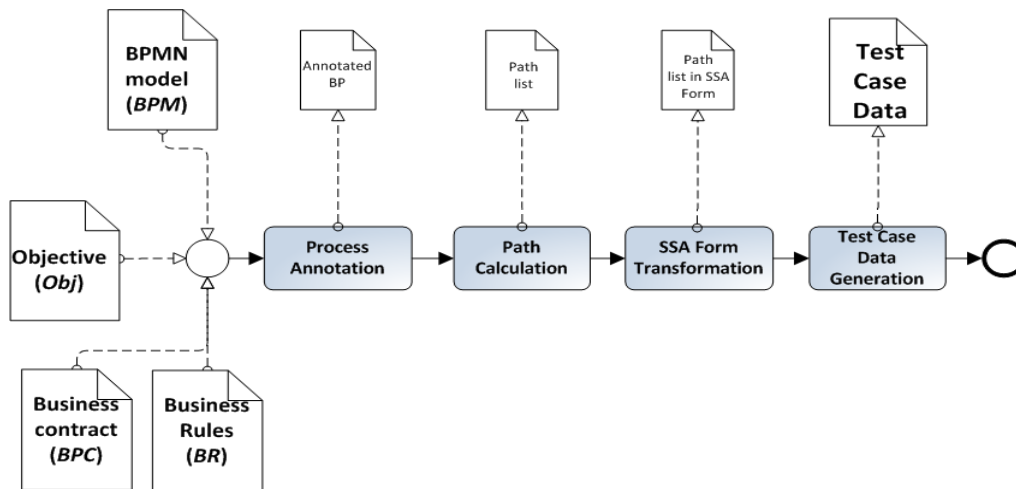 BPMN
model
(BPM)
Annotated
BP
Path
list
Path
list in SSA
Form
Test
Case
Data
Objective
(Obj)
Process
Annotation
Path
Calculation
SSA Form
Transformation
Test Case
Data
Generation
Business
contract
(BPC)
Business
Rules
(BR)